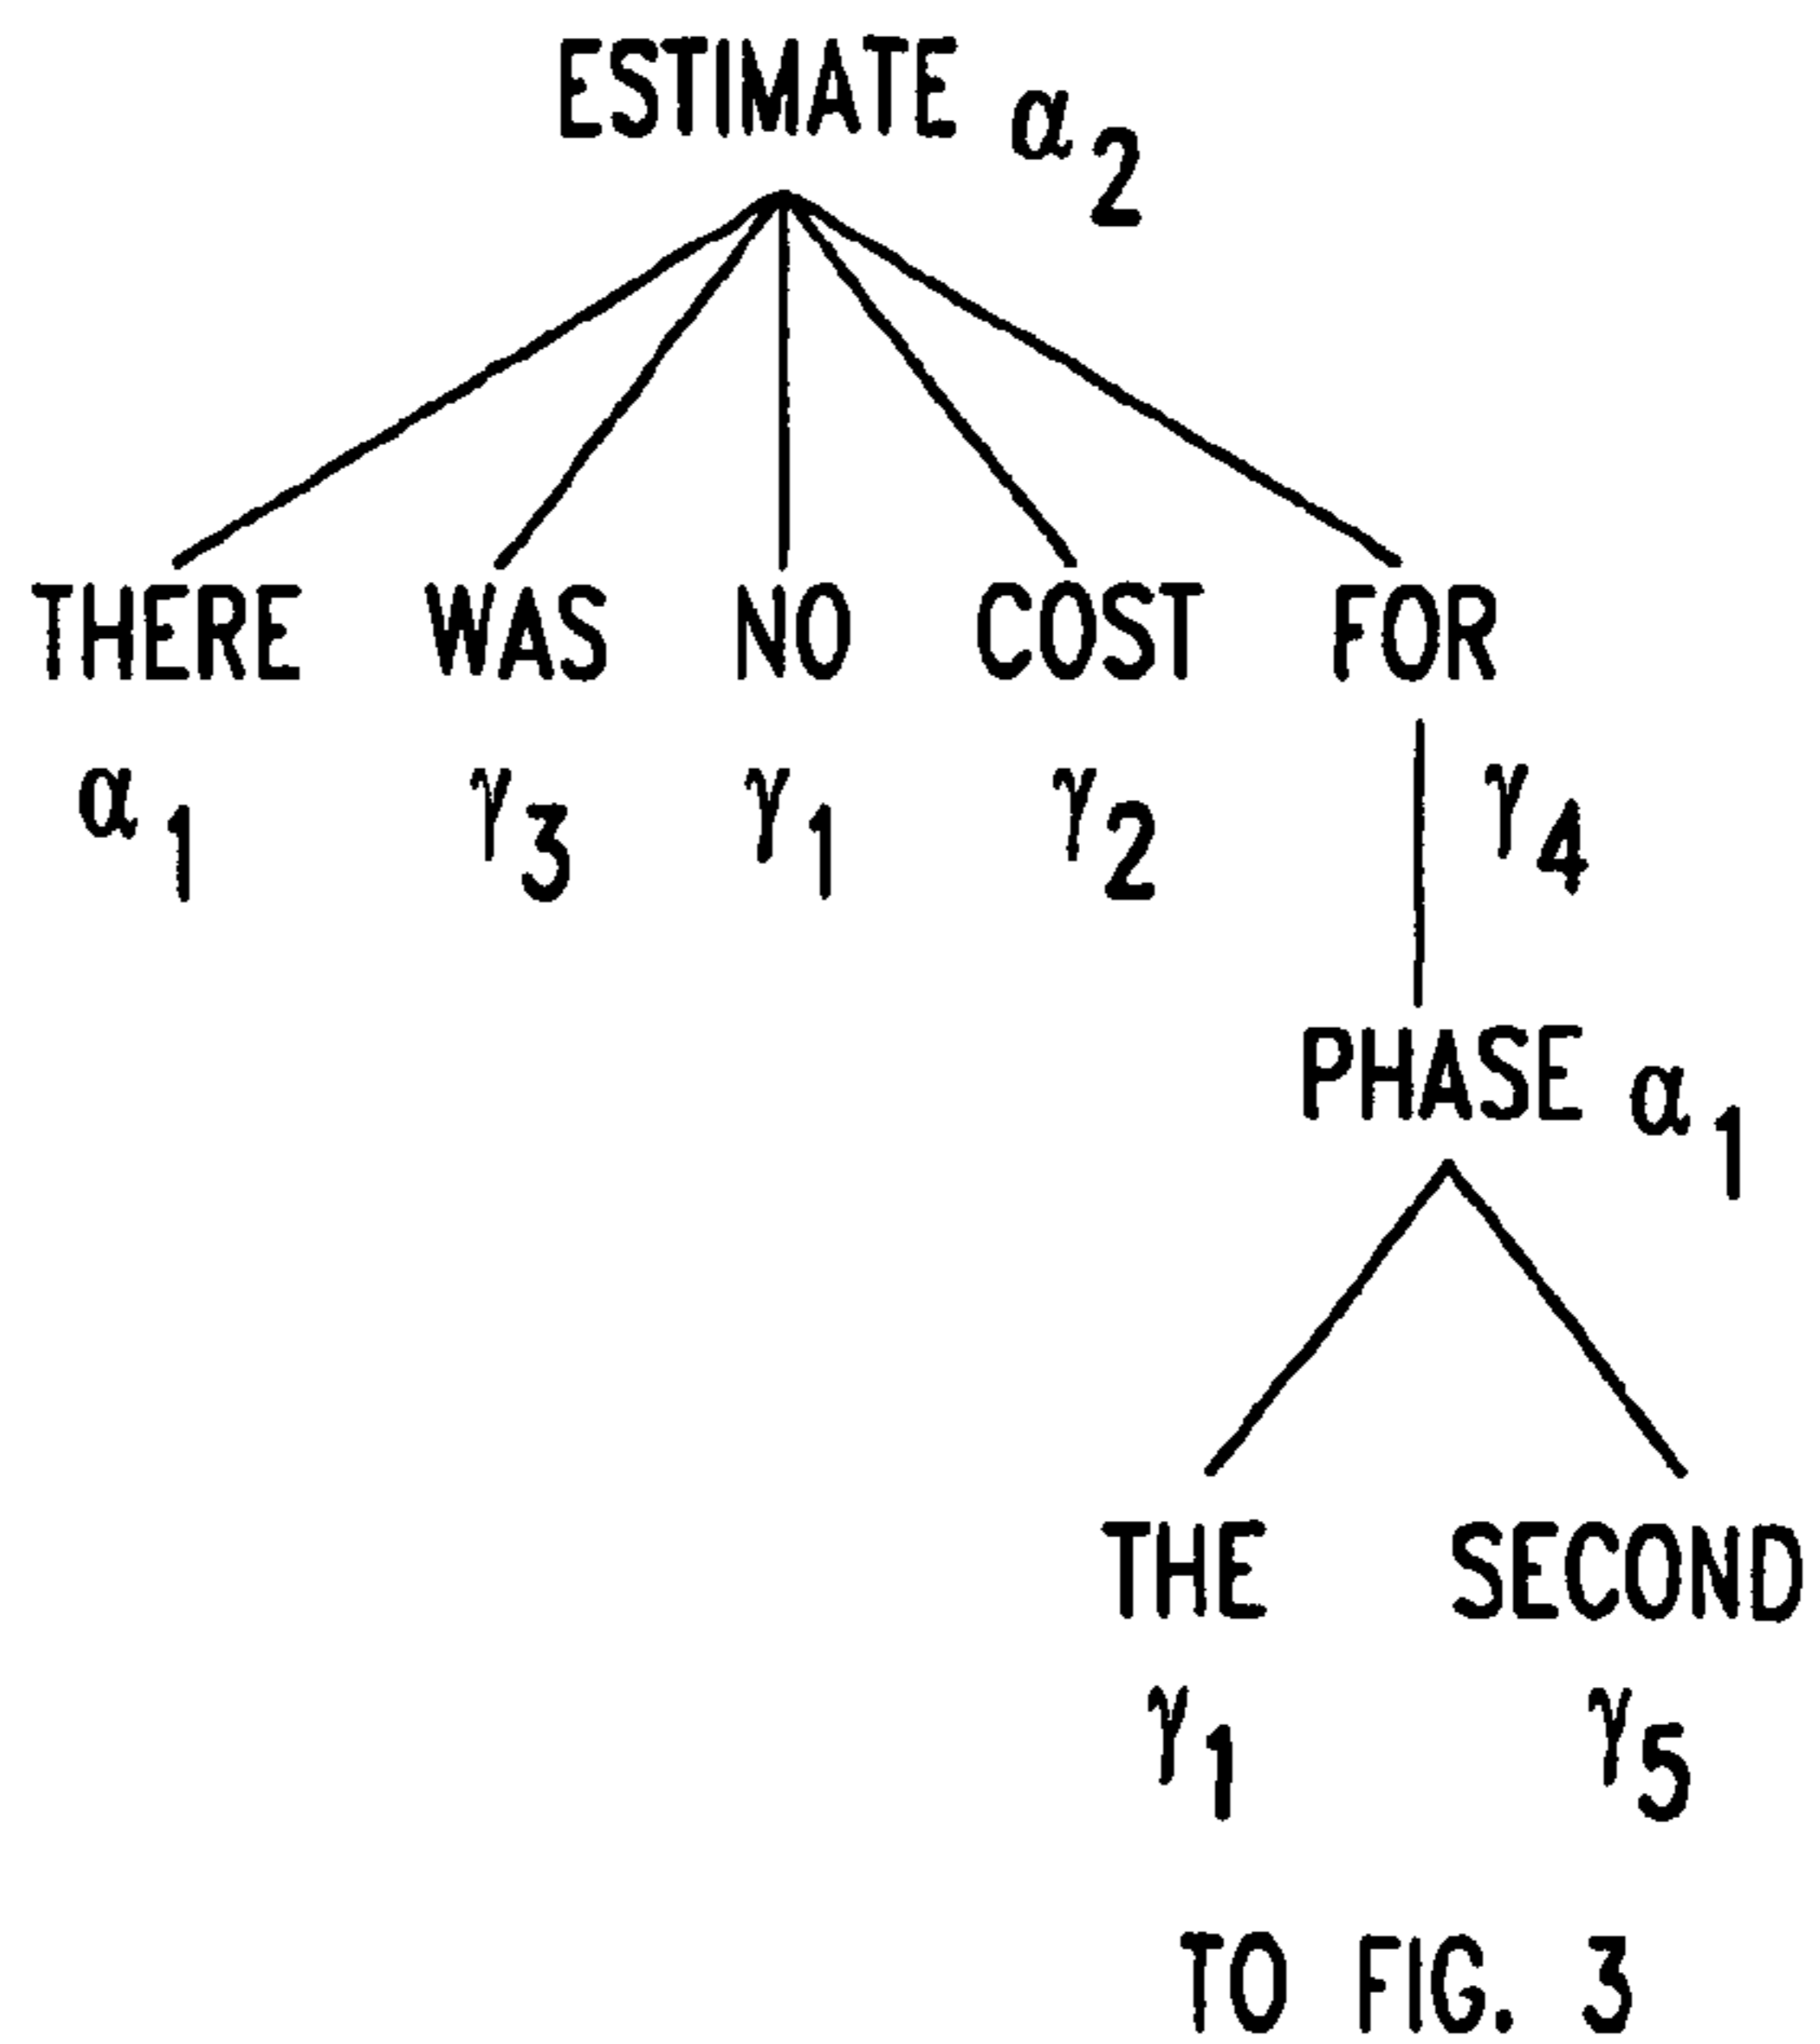 ESTIMATE α2
THERE WAS NO COST FOR
α1 γ3 γ1 γ2 γ4
PHASE α1
THE SECOND
γ1 γ5
TO FIG. 3